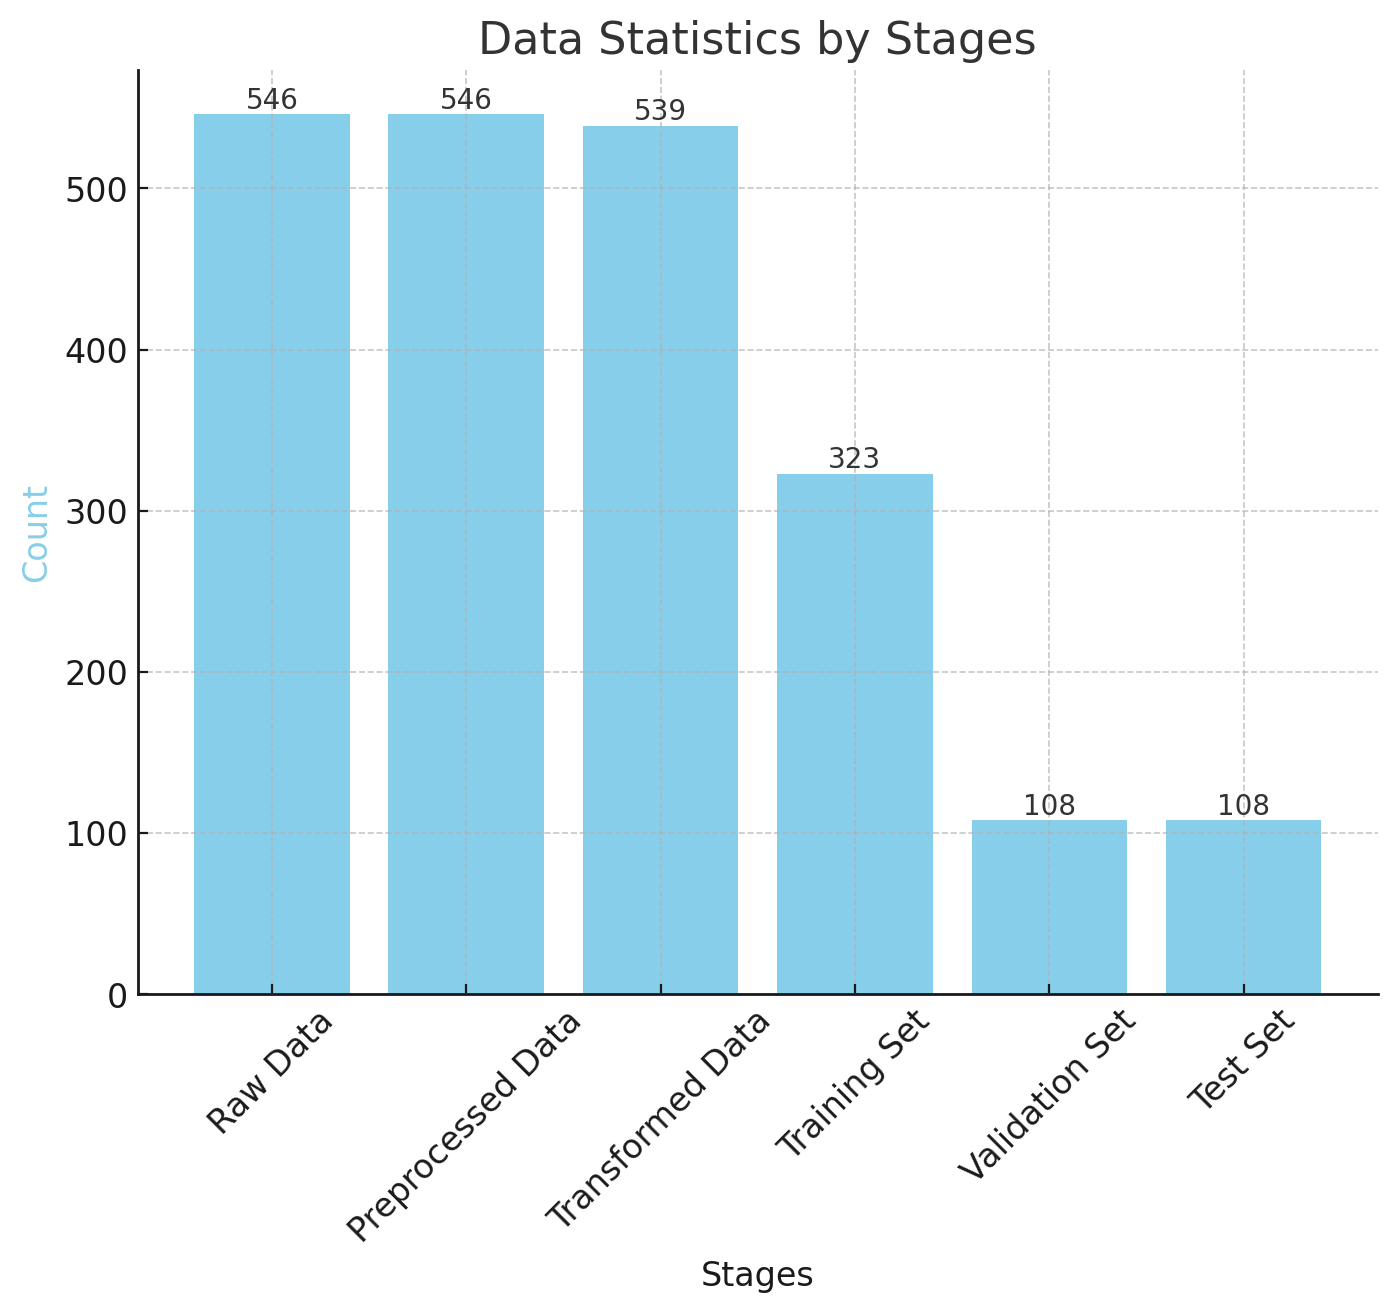 Data Statistics by Stages
546
546
539
323
108
108
500
400
300
200
100
0
Count
Raw Data
Preprocessed Data
Transformed Data
Training Set
Validation Set
Test Set
Stages